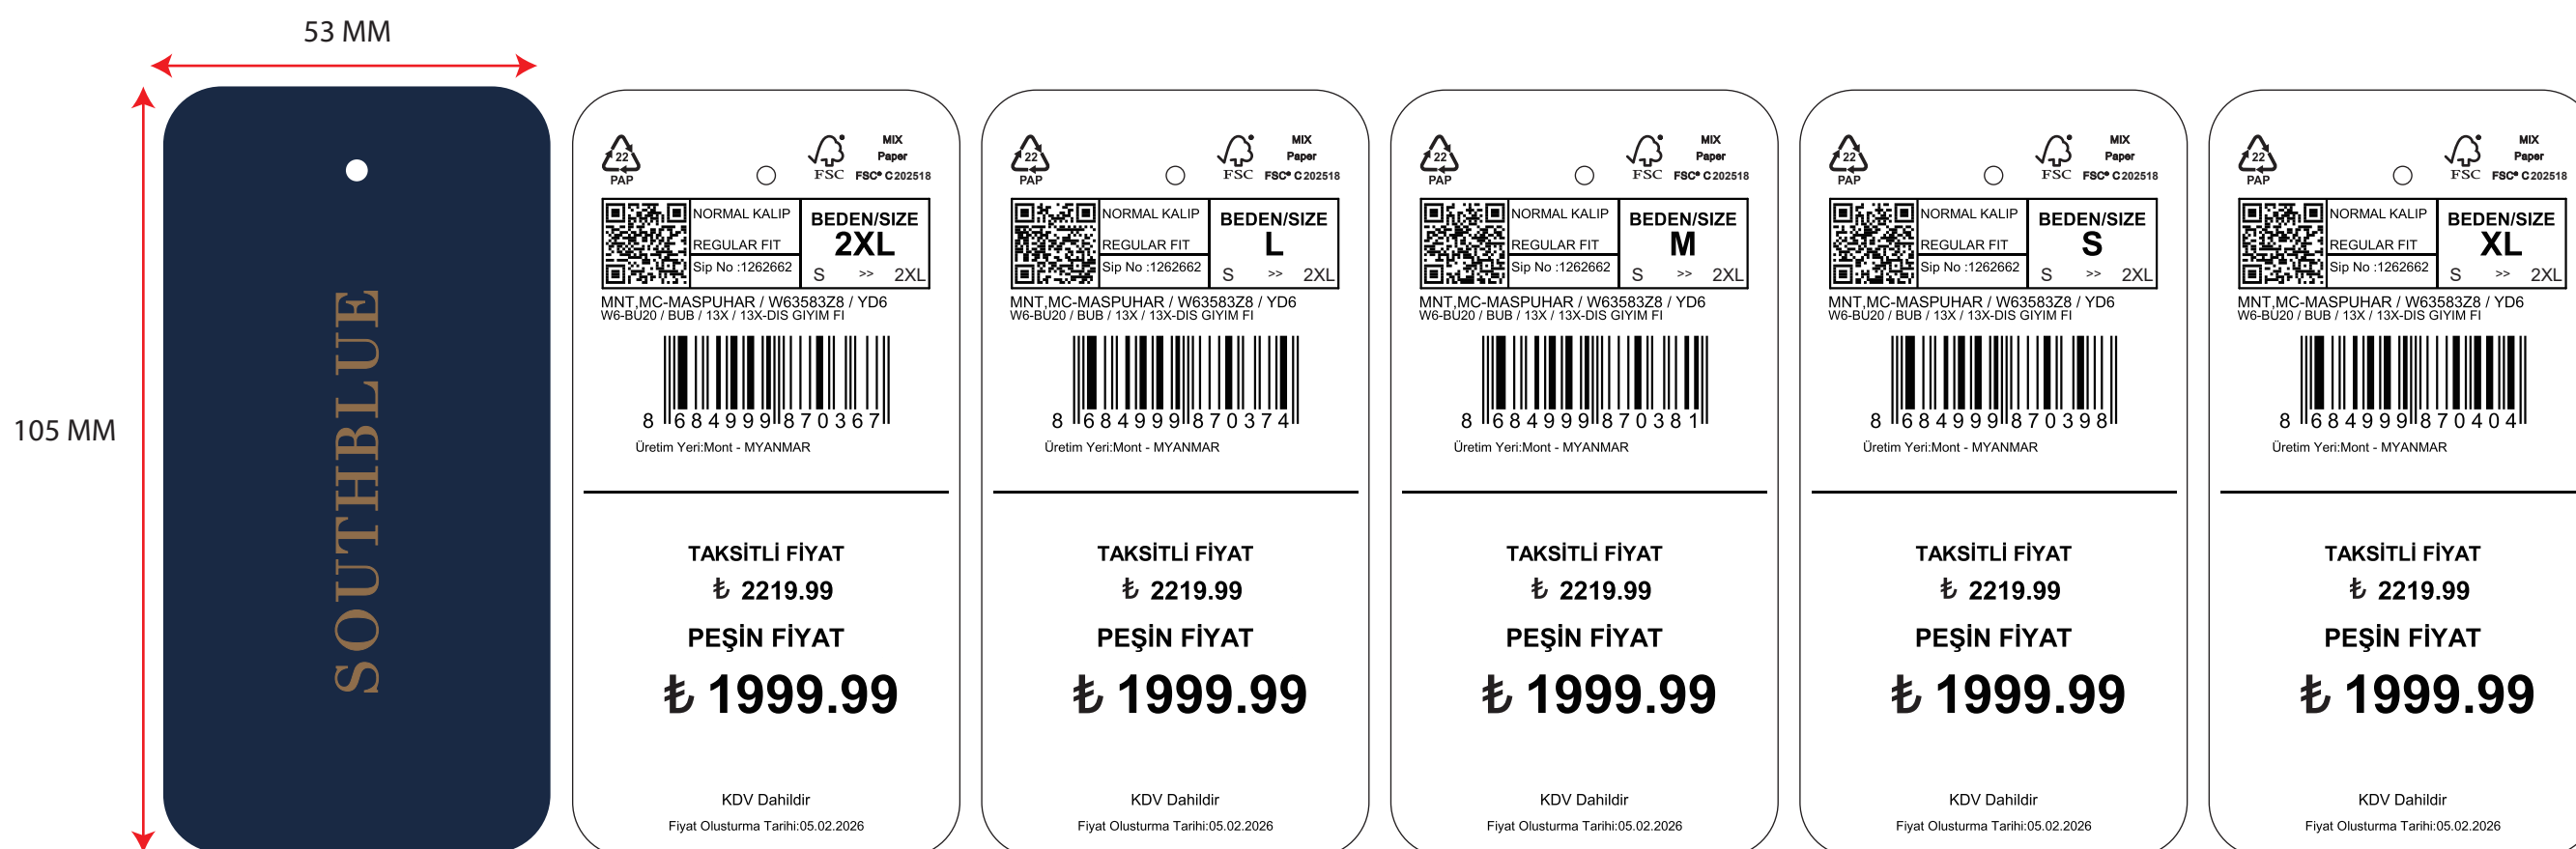 53 MM
105 MM
SOUTHBLUE
22
PAP
FSC
MIX
Paper
FSC® C202518
NORMAL KALIP
REGULAR FIT
Sip No :1262662
BEDEN/SIZE
2XL
S >> 2XL
MNT,MC-MASPUHAR / W63583Z8 / YD6
W6-BU20 / BUB / 13X / 13X-DIS GIYIM FI
8 684999 870367
Üretim Yeri:Mont - MYANMAR
TAKSİTLİ FİYAT
₺ 2219.99
PEŞİN FİYAT
₺ 1999.99
KDV Dahildir
Fiyat Olusturma Tarihi:05.02.2026
22
PAP
FSC
MIX
Paper
FSC® C202518
NORMAL KALIP
REGULAR FIT
Sip No :1262662
BEDEN/SIZE
L
S >> 2XL
MNT,MC-MASPUHAR / W63583Z8 / YD6
W6-BU20 / BUB / 13X / 13X-DIS GIYIM FI
8 684999 870374
Üretim Yeri:Mont - MYANMAR
TAKSİTLİ FİYAT
₺ 2219.99
PEŞİN FİYAT
₺ 1999.99
KDV Dahildir
Fiyat Olusturma Tarihi:05.02.2026
22
PAP
FSC
MIX
Paper
FSC® C202518
NORMAL KALIP
REGULAR FIT
Sip No :1262662
BEDEN/SIZE
M
S >> 2XL
MNT,MC-MASPUHAR / W63583Z8 / YD6
W6-BU20 / BUB / 13X / 13X-DIS GIYIM FI
8 684999 870381
Üretim Yeri:Mont - MYANMAR
TAKSİTLİ FİYAT
₺ 2219.99
PEŞİN FİYAT
₺ 1999.99
KDV Dahildir
Fiyat Olusturma Tarihi:05.02.2026
22
PAP
FSC
MIX
Paper
FSC® C202518
NORMAL KALIP
REGULAR FIT
Sip No :1262662
BEDEN/SIZE
S
S >> 2XL
MNT,MC-MASPUHAR / W63583Z8 / YD6
W6-BU20 / BUB / 13X / 13X-DIS GIYIM FI
8 684999 870398
Üretim Yeri:Mont - MYANMAR
TAKSİTLİ FİYAT
₺ 2219.99
PEŞİN FİYAT
₺ 1999.99
KDV Dahildir
Fiyat Olusturma Tarihi:05.02.2026
22
PAP
FSC
MIX
Paper
FSC® C202518
NORMAL KALIP
REGULAR FIT
Sip No :1262662
BEDEN/SIZE
XL
S >> 2XL
MNT,MC-MASPUHAR / W63583Z8 / YD6
W6-BU20 / BUB / 13X / 13X-DIS GIYIM FI
8 684999 870404
Üretim Yeri:Mont - MYANMAR
TAKSİTLİ FİYAT
₺ 2219.99
PEŞİN FİYAT
₺ 1999.99
KDV Dahildir
Fiyat Olusturma Tarihi:05.02.2026